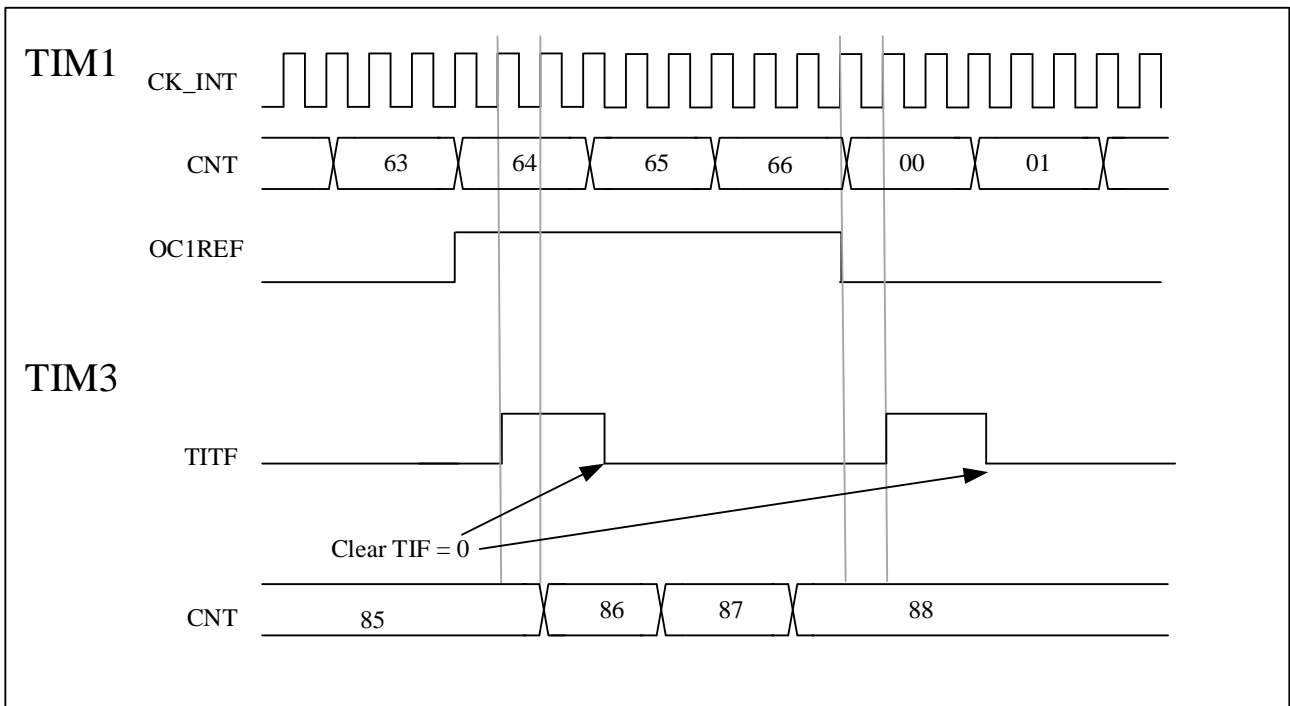 TIM1
CK_INT
CNT 63 64 65 66 00 01
OC1REF
TIM3
TITF
Clear TIF = 0
CNT 85 86 87 88